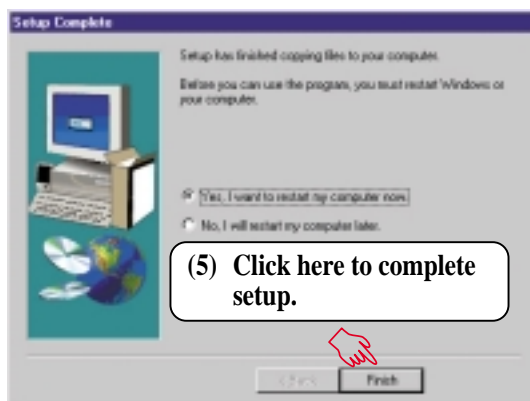 Setup Complete
Setup has finished copying files to your computer.
Before you can use the program, you must restart Windows or
your computer.
Yes, I want to restart my computer now.
No, I will restart my computer later.
(5) Click here to complete
setup.
< Back
Finish